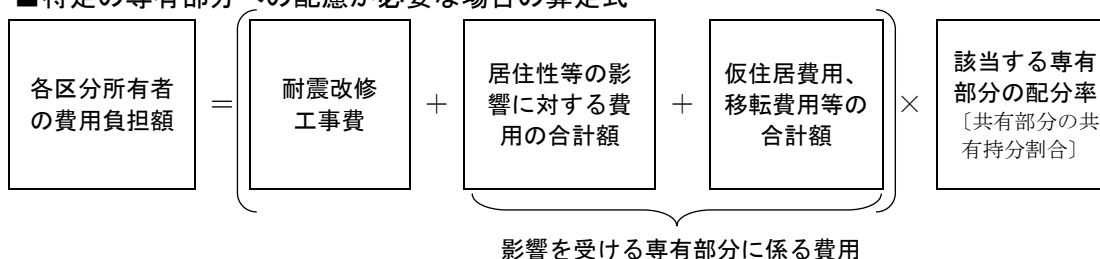 ■特定の専有部分への配慮が必要な場合の算定式
各区分所有者
の費用負担額
＝
耐震改修
工事費
＋
居住性等の影
響に対する費
用の合計額
＋
仮住居費用、
移転費用等の
合計額
×
該当する専有
部分の配分率
〔共有部分の共
有持分割合〕
影響を受ける専有部分に係る費用